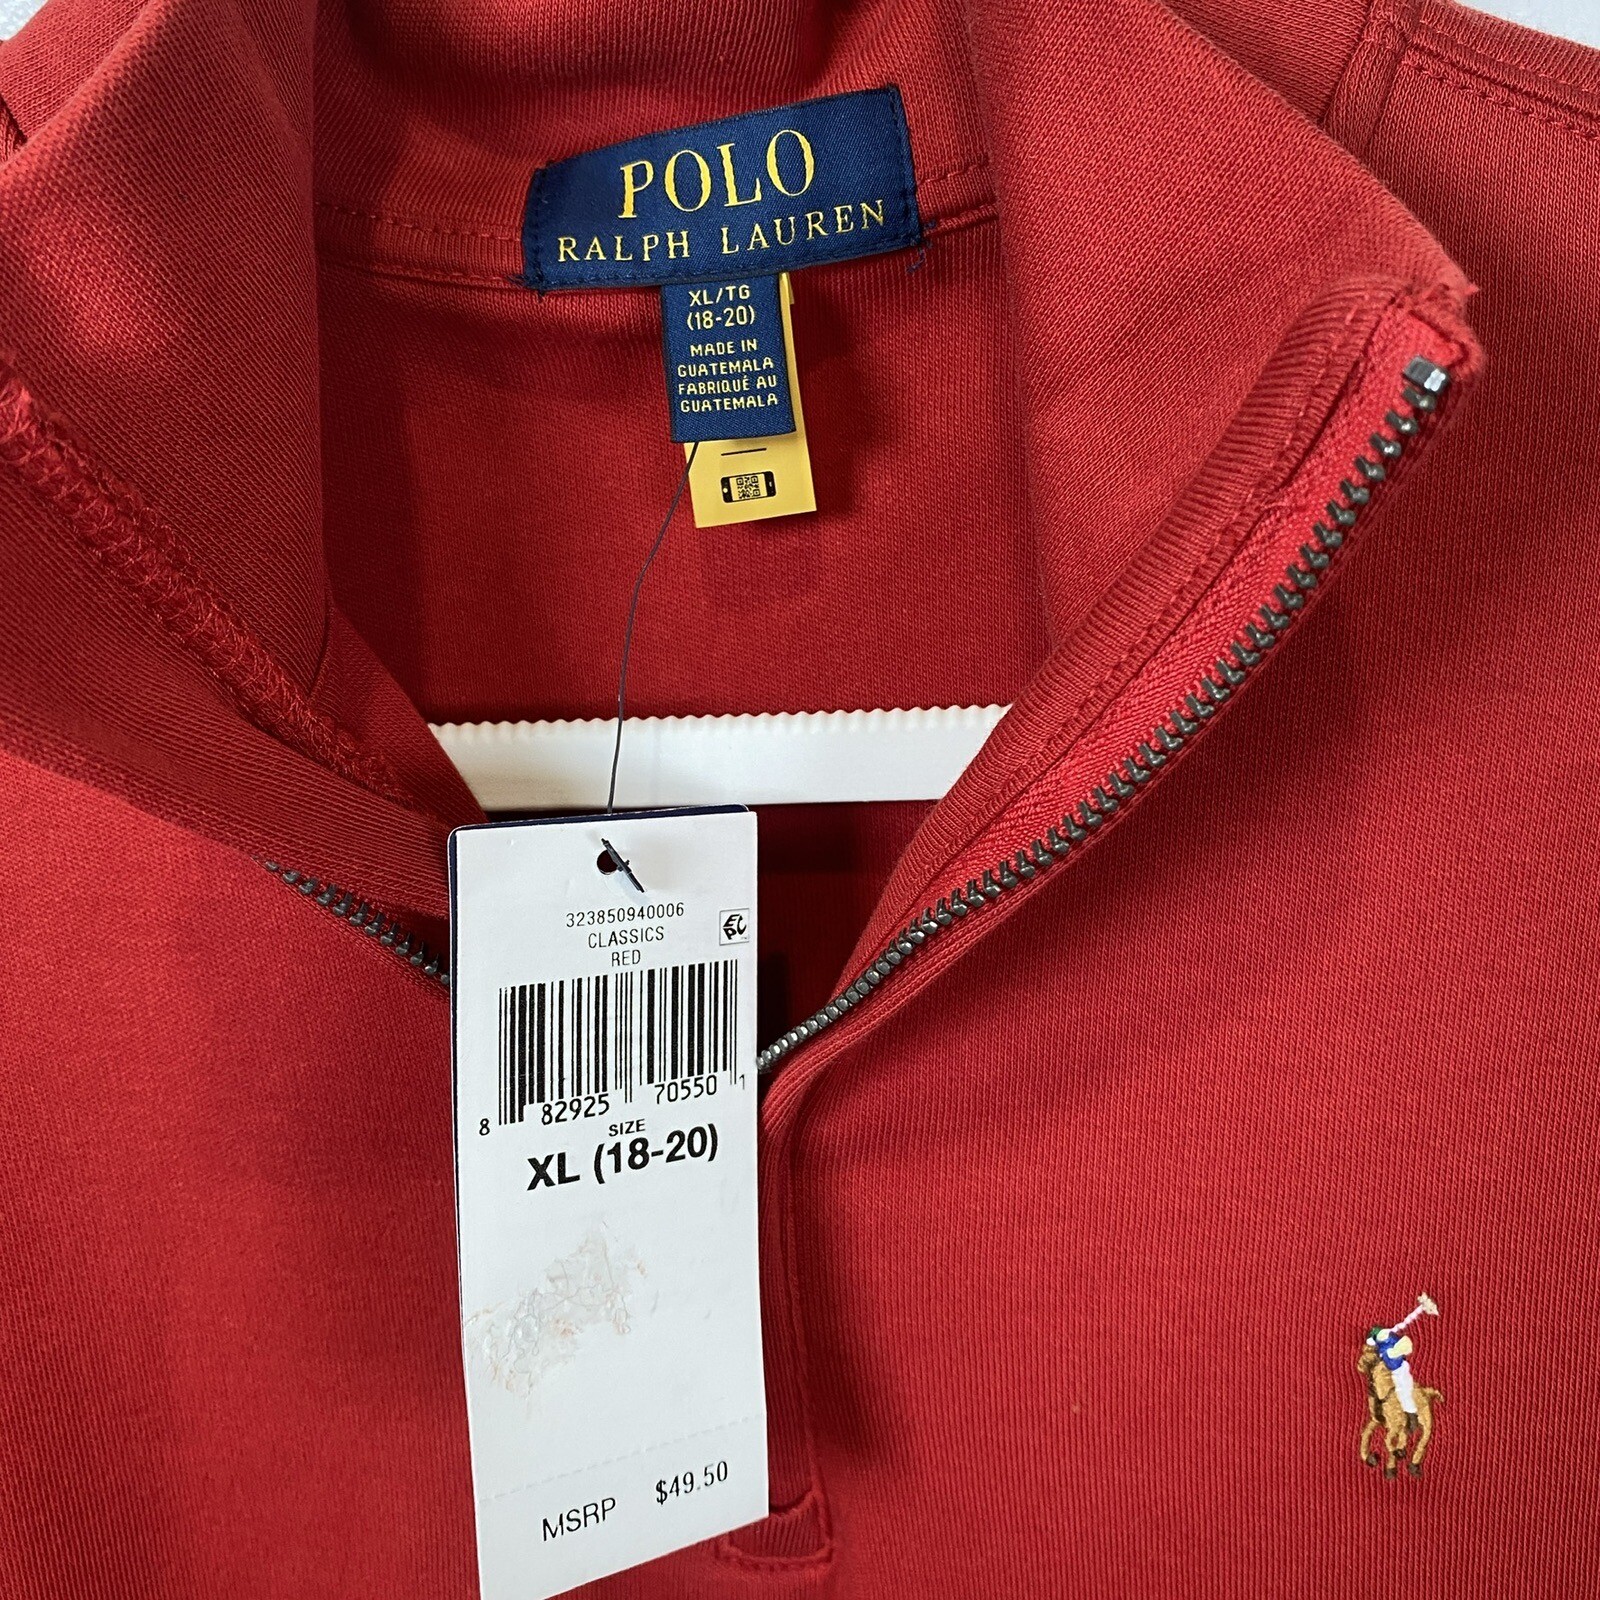 POLO
RALPH LAUREN
XL/TG
(18-20)
MADE IN
GUATEMALA
FABRIQUÉ AU
GUATEMALA
323850940006
CLASSICS
RED
8 82925 70550 1
SIZE
XL (18-20)
MSRP $49.50